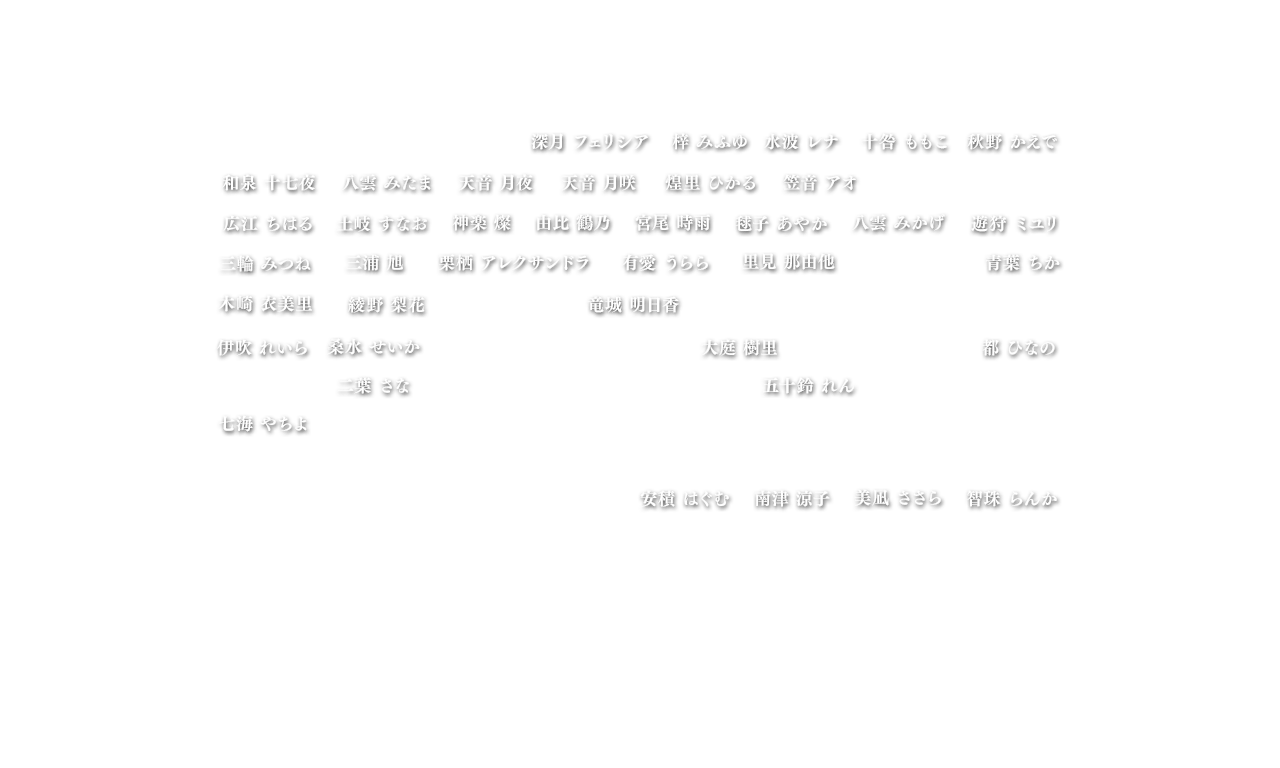 深月 フェリシア 梓 みふゆ 水波 レナ 十咎 ももこ 秋野 かえで
和泉 十七夜 八雲 みたま 天音 月夜 天音 月咲 煌里 ひかる 笠音 アオ
広江 ちはる 土岐 すなお 神楽 燦 由比 鶴乃 宮尾 時雨 毬子 あやか 八雲 みかげ 遊狩 ミユリ
三輪 みつね 三浦 旭 栗栖 アレクサンドラ 有愛 うらら 里見 那由他 青葉 ちか
木崎 衣美里 綾野 梨花 竜城 明日香
伊吹 れいら 桑水 せいか 大庭 樹里 都 ひなの
二葉 さな 五十鈴 れん
七海 やちよ
安積 はぐむ 南津 涼子 美凪 ささら 智珠 らんか